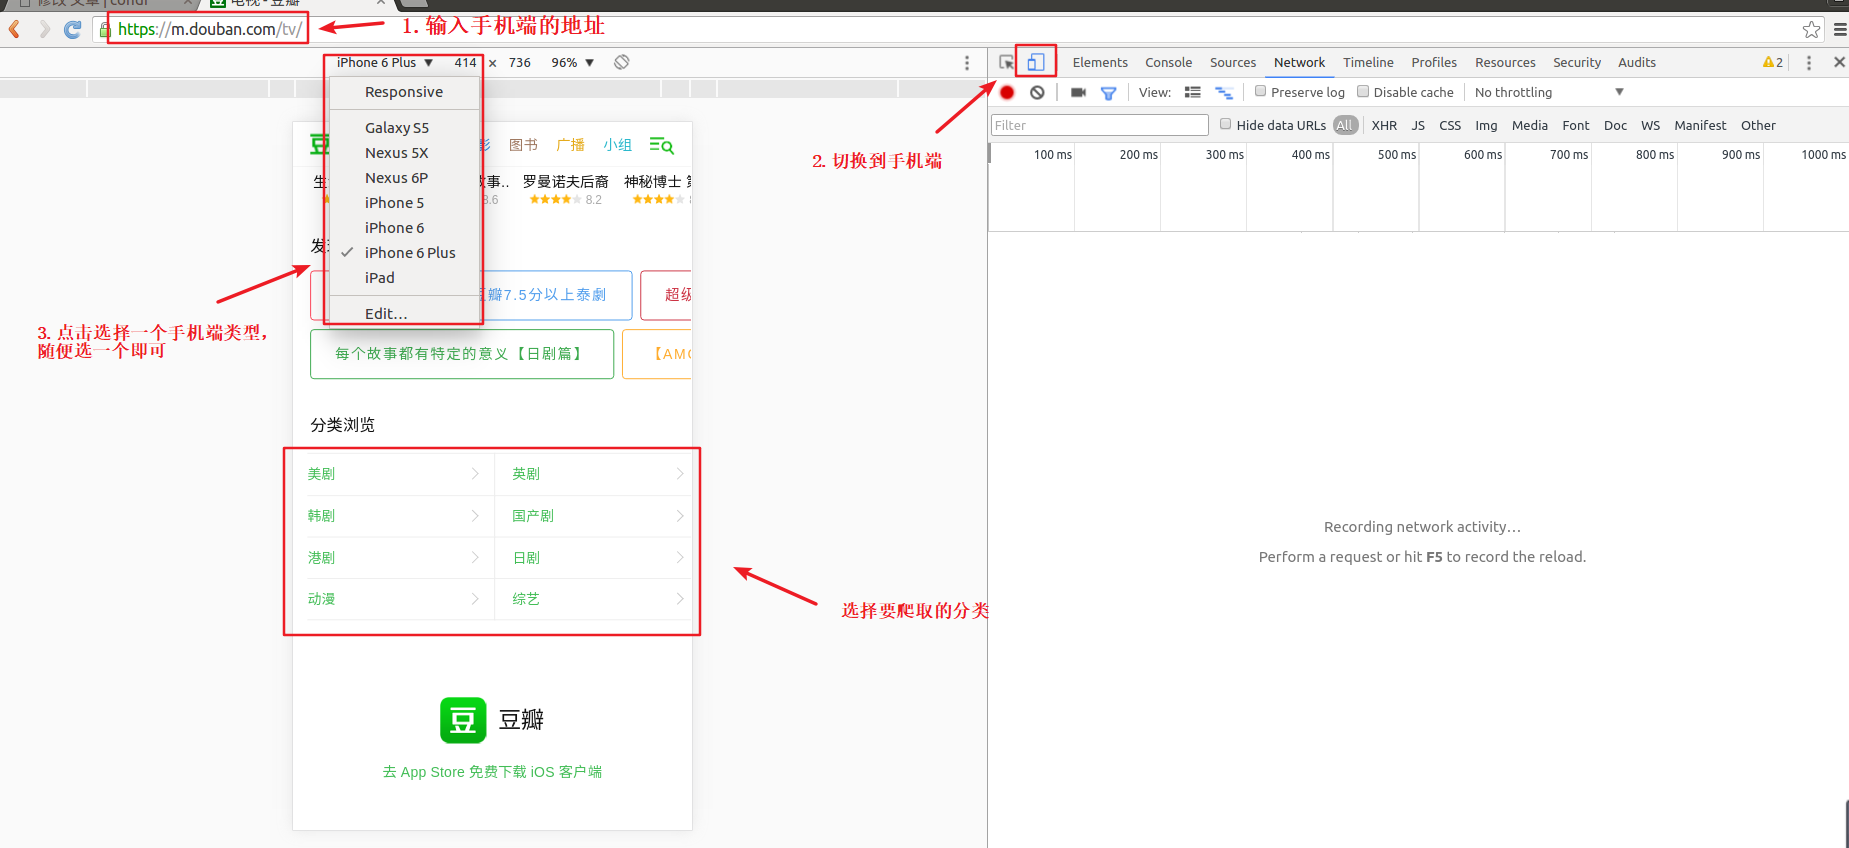 电视 - 豆瓣
https://m.douban.com/tv/
1. 输入手机端的地址
iPhone 6 Plus ▼ 414 × 736 96% ▼
Elements Console Sources Network Timeline Profiles Resources Security Audits 2
Responsive
Galaxy S5
Nexus 5X
Nexus 6P
iPhone 5
iPhone 6
iPhone 6 Plus
iPad
Edit…
View: Preserve log Disable cache No throttling ▼
Filter Hide data URLs All XHR JS CSS Img Media Font Doc WS Manifest Other
100 ms 200 ms 300 ms 400 ms 500 ms 600 ms 700 ms 800 ms 900 ms 1000 ms
2. 切换到手机端
图书 广播 小组
生 事.. 罗曼诺夫后裔 神秘博士
8.6 8.2
3. 点击选择一个手机端类型，
随便选一个即可
豆瓣7.5分以上泰劇 超级
每个故事都有特定的意义【日剧篇】 【AM
分类浏览
美剧 英剧
韩剧 国产剧
港剧 日剧
动漫 综艺
选择要爬取的分类
豆 豆瓣
去 App Store 免费下载 iOS 客户端
Recording network activity…
Perform a request or hit F5 to record the reload.